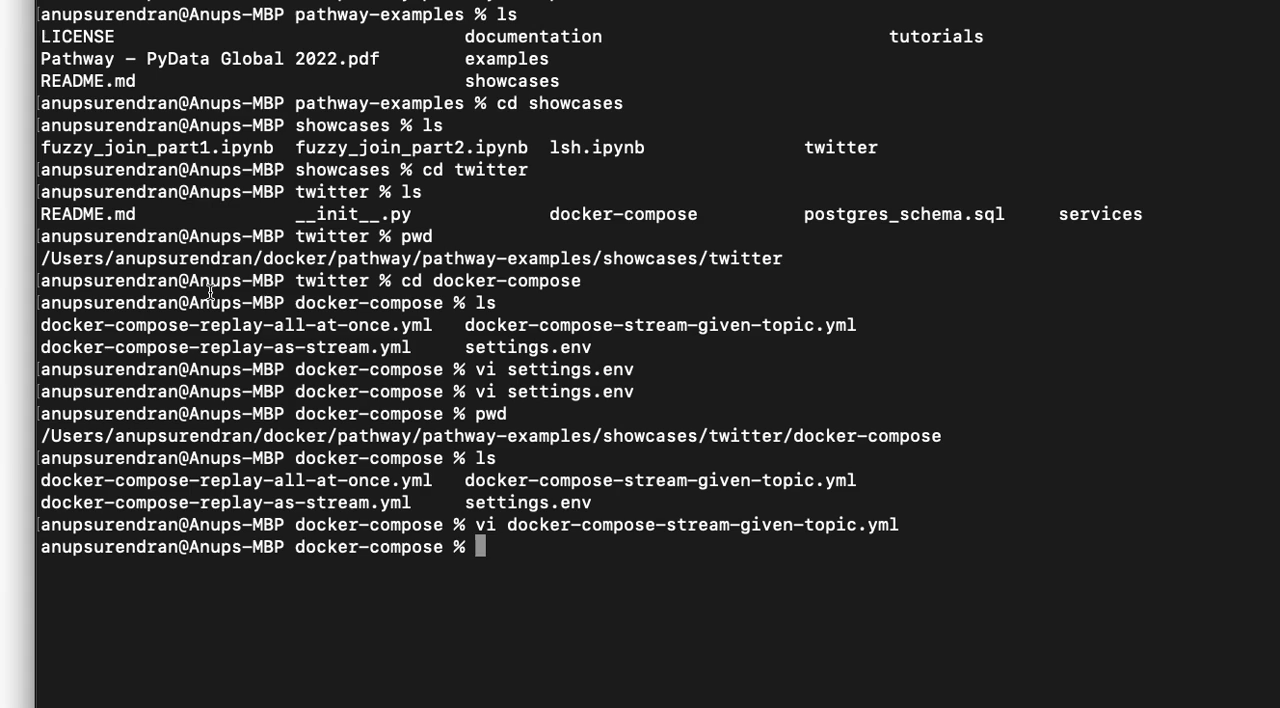 anupsurendran@Anups-MBP pathway-examples % ls
LICENSE documentation tutorials
Pathway – PyData Global 2022.pdf examples
README.md showcases
anupsurendran@Anups-MBP pathway-examples % cd showcases
anupsurendran@Anups-MBP showcases % ls
fuzzy_join_part1.ipynb fuzzy_join_part2.ipynb lsh.ipynb twitter
anupsurendran@Anups-MBP showcases % cd twitter
anupsurendran@Anups-MBP twitter % ls
README.md __init__.py docker-compose postgres_schema.sql services
anupsurendran@Anups-MBP twitter % pwd
/Users/anupsurendran/docker/pathway/pathway-examples/showcases/twitter
anupsurendran@Anups-MBP twitter % cd docker-compose
anupsurendran@Anups-MBP docker-compose % ls
docker-compose-replay-all-at-once.yml docker-compose-stream-given-topic.yml
docker-compose-replay-as-stream.yml settings.env
anupsurendran@Anups-MBP docker-compose % vi settings.env
anupsurendran@Anups-MBP docker-compose % vi settings.env
anupsurendran@Anups-MBP docker-compose % pwd
/Users/anupsurendran/docker/pathway/pathway-examples/showcases/twitter/docker-compose
anupsurendran@Anups-MBP docker-compose % ls
docker-compose-replay-all-at-once.yml docker-compose-stream-given-topic.yml
docker-compose-replay-as-stream.yml settings.env
anupsurendran@Anups-MBP docker-compose % vi docker-compose-stream-given-topic.yml
anupsurendran@Anups-MBP docker-compose %